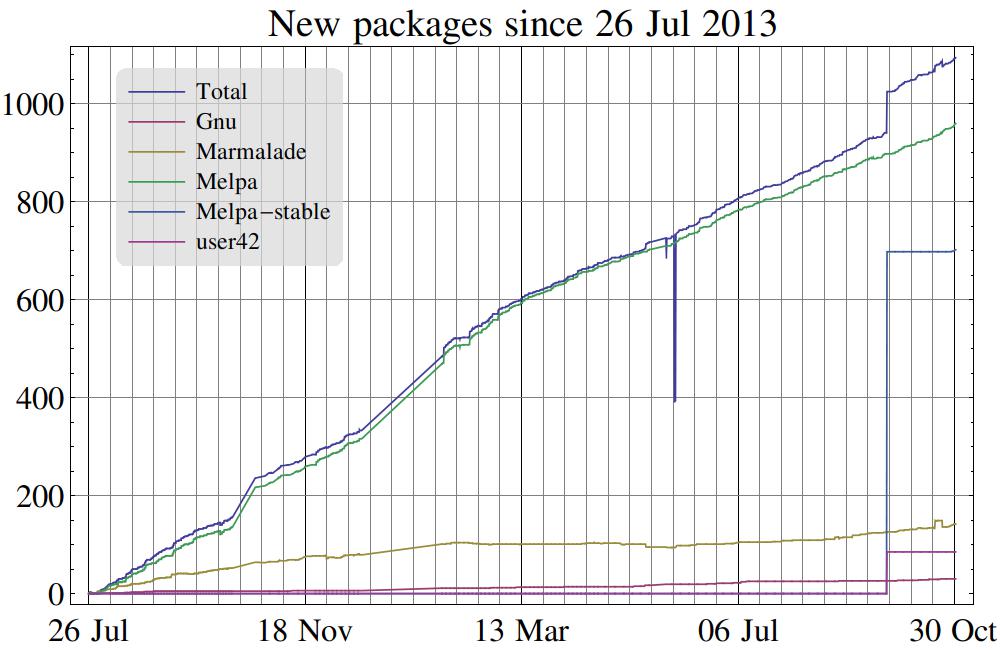 New packages since 26 Jul 2013
Total
Gnu
Marmalade
Melpa
Melpa-stable
user42
1000
800
600
400
200
0
26 Jul 18 Nov 13 Mar 06 Jul 30 Oct